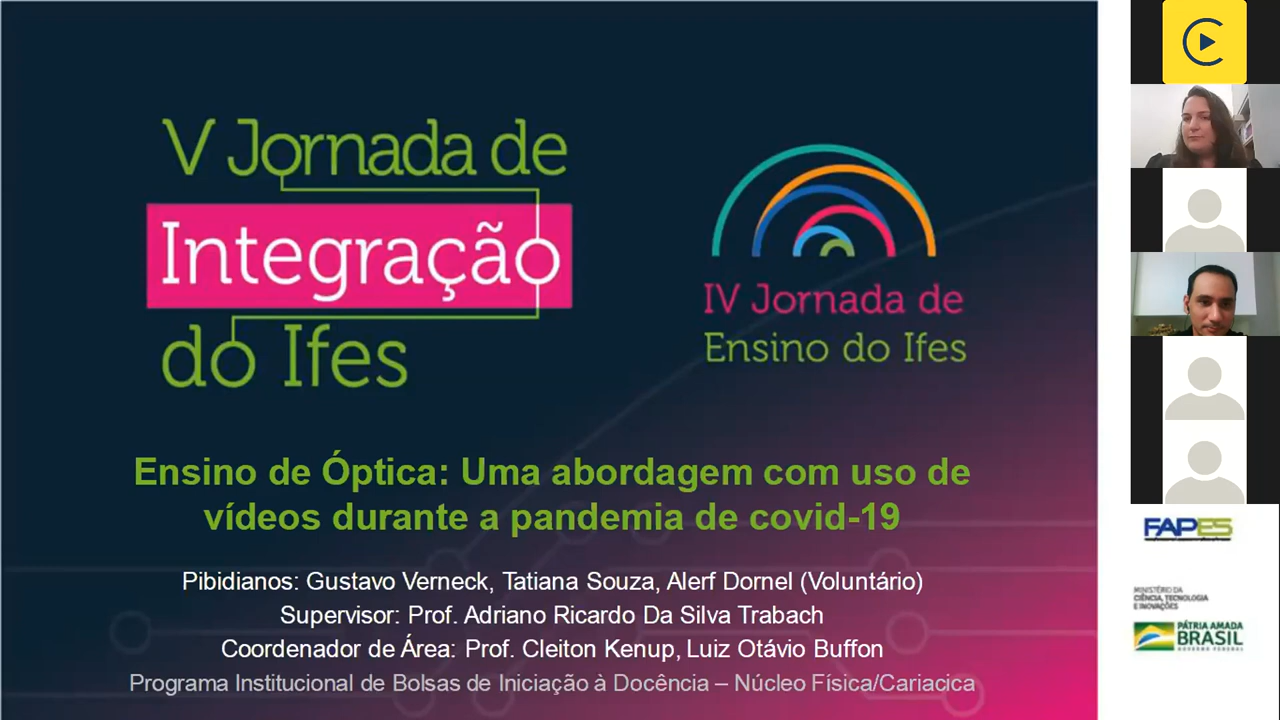 V Jornada de
Integração
do Ifes
IV Jornada de
Ensino do Ifes
Ensino de Óptica: Uma abordagem com uso de
vídeos durante a pandemia de covid-19
Pibidianos: Gustavo Verneck, Tatiana Souza, Alerf Dornel (Voluntário)
Supervisor: Prof. Adriano Ricardo Da Silva Trabach
Coordenador de Área: Prof. Cleiton Kenup, Luiz Otávio Buffon
Programa Institucional de Bolsas de Iniciação à Docência – Núcleo Física/Cariacica
FAPES
MINISTÉRIO DA
CIÊNCIA, TECNOLOGIA
E INOVAÇÕES
PÁTRIA AMADA
BRASIL
GOVERNO FEDERAL